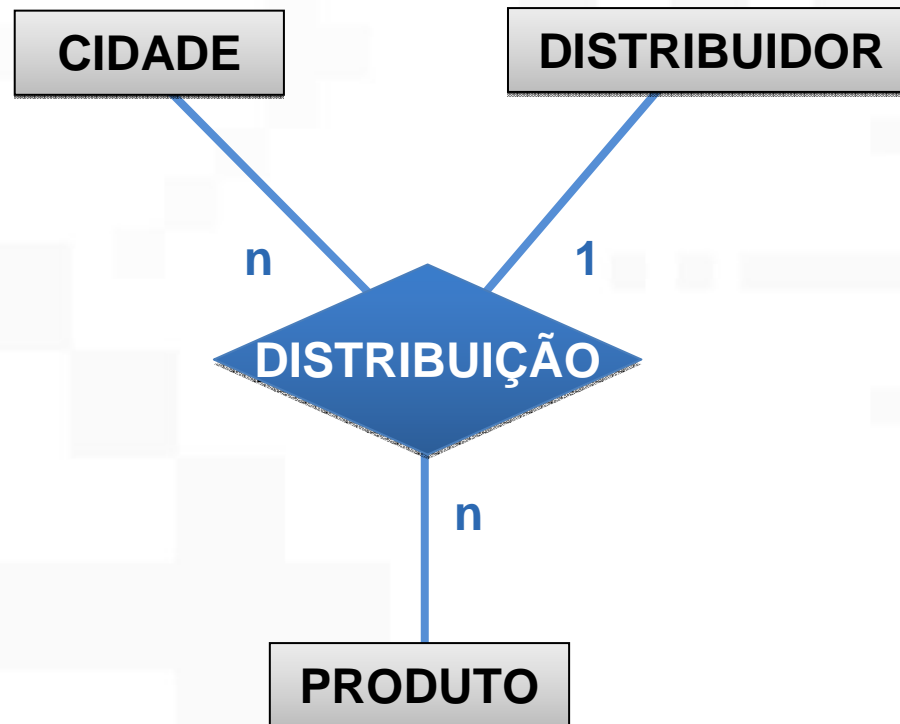 CIDADE
DISTRIBUIDOR
n
1
DISTRIBUIÇÃO
n
PRODUTO